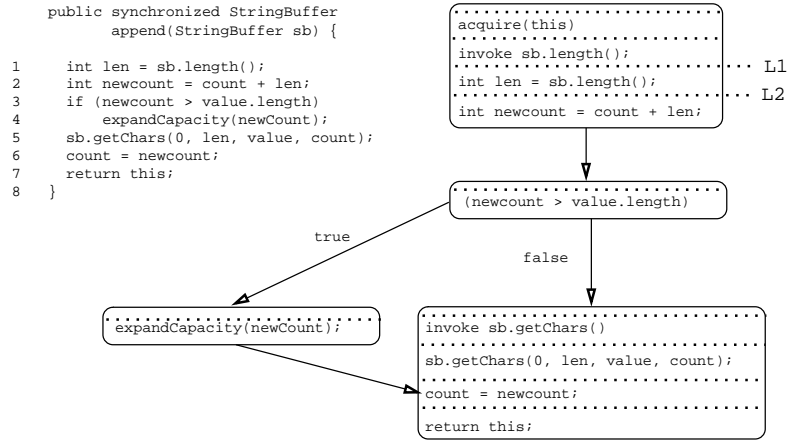 public synchronized StringBuffer
append(StringBuffer sb) {
1 int len = sb.length();
2 int newcount = count + len;
3 if (newcount > value.length)
4 expandCapacity(newCount);
5 sb.getChars(0, len, value, count);
6 count = newcount;
7 return this;
8 }
acquire(this)
invoke sb.length();
L1
int len = sb.length();
L2
int newcount = count + len;
(newcount > value.length)
true
false
expandCapacity(newCount);
invoke sb.getChars()
sb.getChars(0, len, value, count);
count = newcount;
return this;